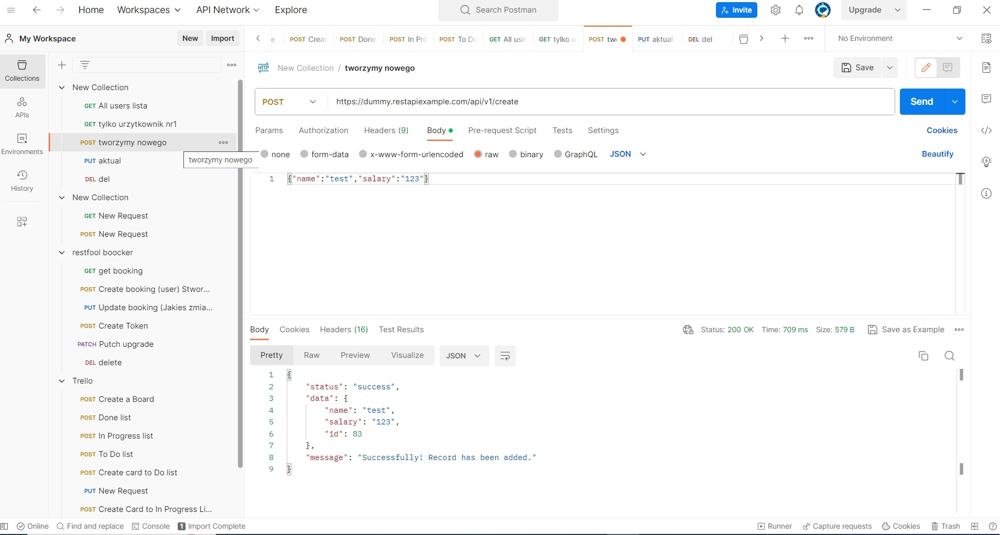 Home Workspaces API Network Explore Search Postman Invite Upgrade
My Workspace New Import
e POST Creat POST Done POST In Pro POST To Do GET All use GET tylko u POST two PUT aktual DEL del No Environment
Collections
APIs
Environments
History
New Collection
GET All users lista
GET tylko urzytkownik nr1
POST tworzymy nowego
tworzymy nowego
PUT aktual
DEL del
New Collection
GET New Request
POST New Request
restfool boocker
GET get booking
POST Create booking (user) Stwor...
PUT Update booking (Jakies zmia...
POST Create Token
PATCH Putch upgrade
DEL delete
Trello
POST Create a Board
POST Done list
POST In Progress list
POST To Do list
POST Create card to Do list
PUT New Request
POST Create Card to In Progress Li...
HTTP New Collection / tworzymy nowego Save
POST https://dummy.restapiexample.com/api/v1/create Send
Params Authorization Headers (9) Body Pre-request Script Tests Settings Cookies
none form-data x-www-form-urlencoded raw binary GraphQL JSON Beautify
1 {"name":"test","salary":"123"}
Body Cookies Headers (16) Test Results Status: 200 OK Time: 709 ms Size: 579 B Save as Example
Pretty Raw Preview Visualize JSON
1 {
2 "status": "success",
3 "data": {
4 "name": "test",
5 "salary": "123",
6 "id": 83
7 },
8 "message": "Successfully! Record has been added."
9 }
Online Find and replace Console 1 Import Complete Runner Capture requests Cookies Trash